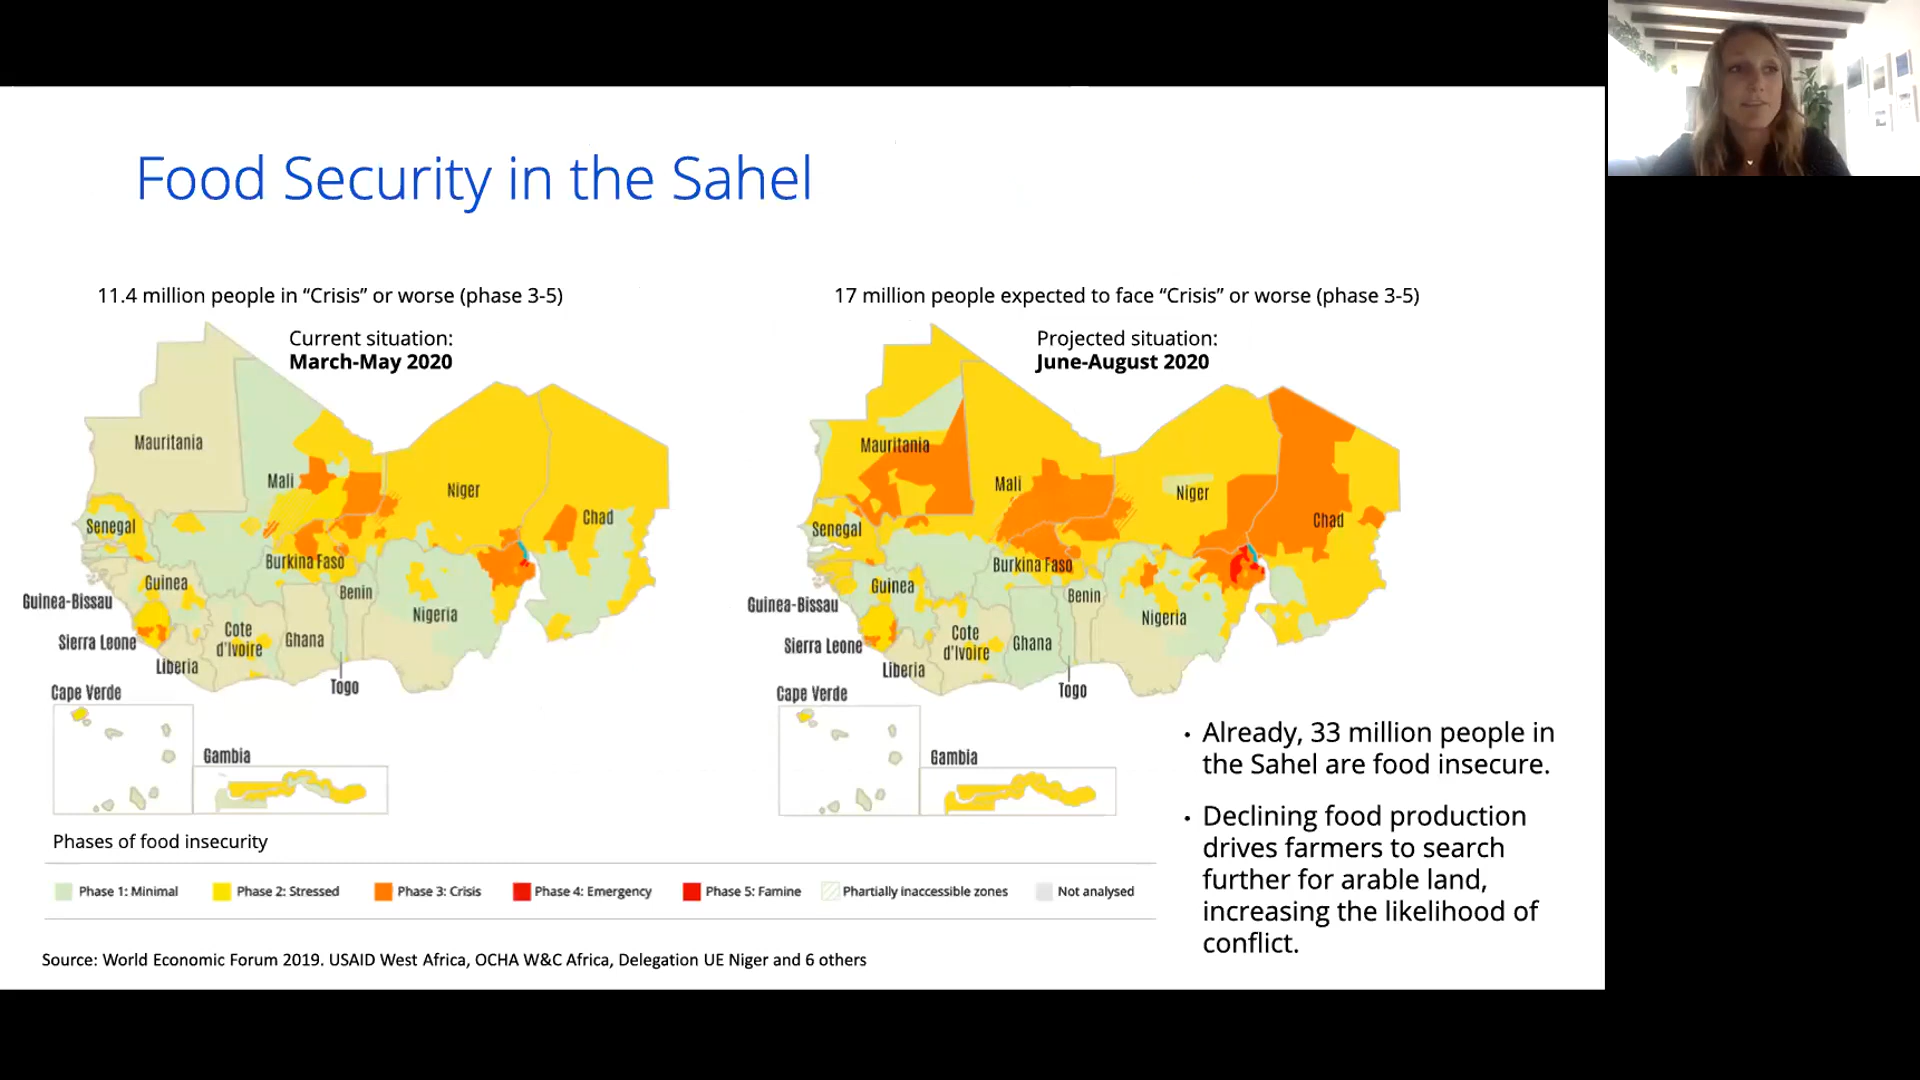 Food Security in the Sahel
11.4 million people in “Crisis” or worse (phase 3-5)
Current situation:
March-May 2020
Mauritania
Mali
Niger
Chad
Senegal
Burkina Faso
Guinea
Benin
Guinea-Bissau
Nigeria
Sierra Leone
Cote
d'Ivoire
Ghana
Liberia
Togo
Cape Verde
Gambia
17 million people expected to face “Crisis” or worse (phase 3-5)
Projected situation:
June-August 2020
Mauritania
Mali
Niger
Chad
Senegal
Burkina Faso
Guinea
Benin
Guinea-Bissau
Nigeria
Sierra Leone
Cote
d'Ivoire
Ghana
Liberia
Togo
Cape Verde
Gambia
• Already, 33 million people in
the Sahel are food insecure.
• Declining food production
drives farmers to search
further for arable land,
increasing the likelihood of
conflict.
Phases of food insecurity
Phase 1: Minimal
Phase 2: Stressed
Phase 3: Crisis
Phase 4: Emergency
Phase 5: Famine
Phartially inaccessible zones
Not analysed
Source: World Economic Forum 2019. USAID West Africa, OCHA W&C Africa, Delegation UE Niger and 6 others